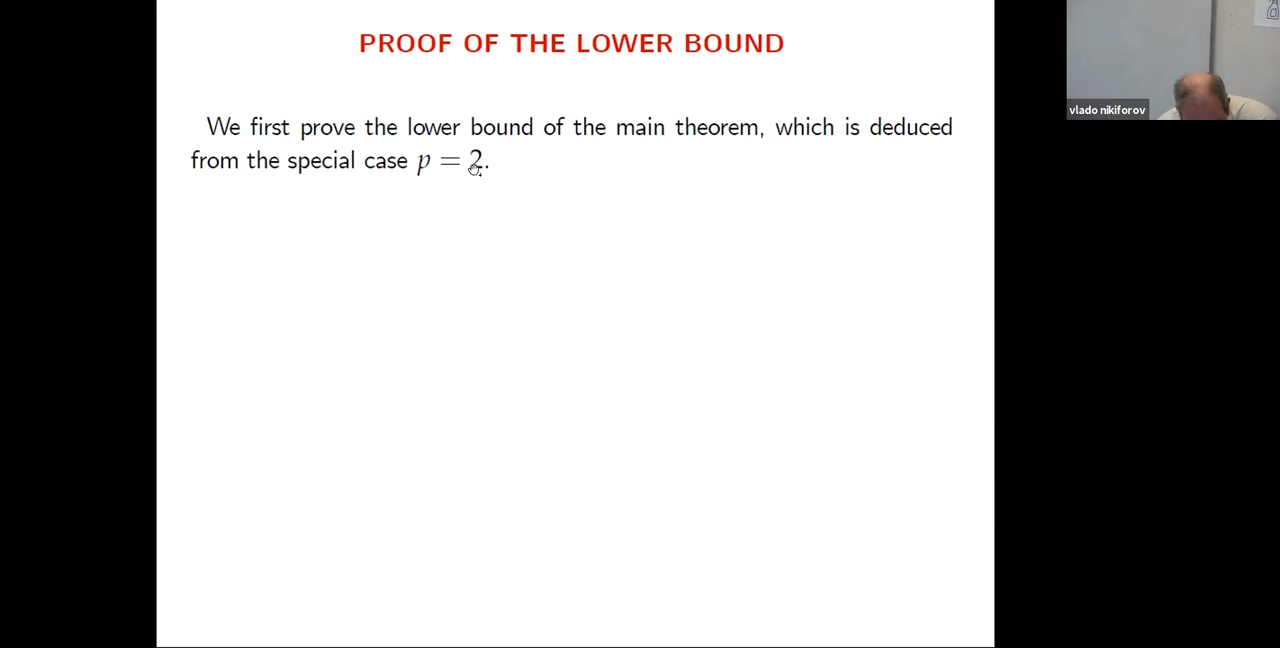 PROOF OF THE LOWER BOUND
We first prove the lower bound of the main theorem, which is deduced
from the special case p = 2.
vlado nikiforov